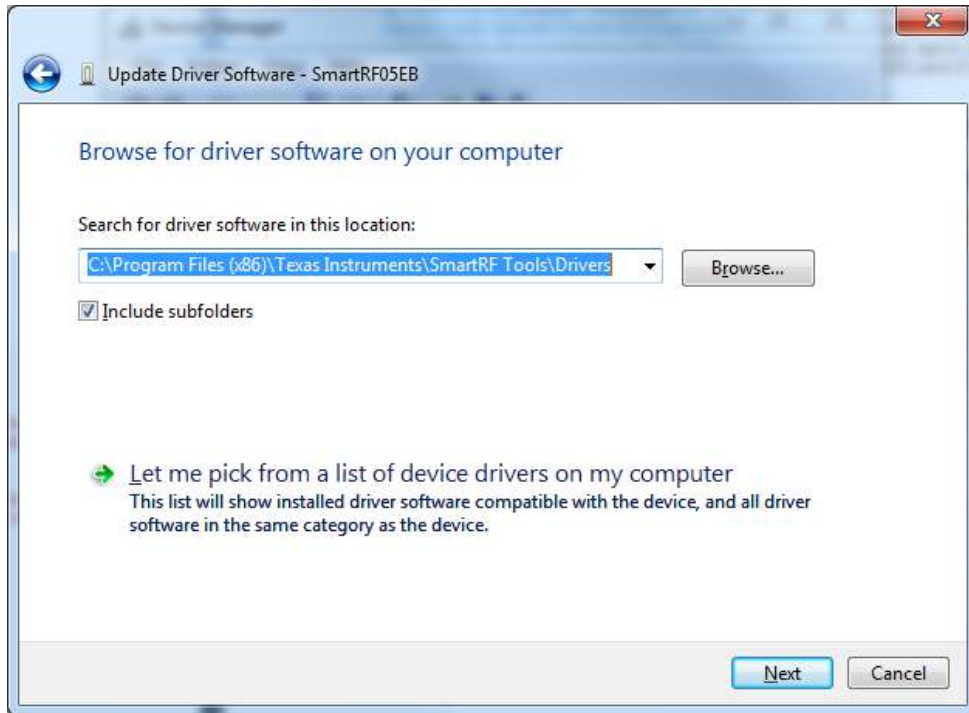 Update Driver Software - SmartRF05EB
Browse for driver software on your computer
Search for driver software in this location:
C:\Program Files (x86)\Texas Instruments\SmartRF Tools\Drivers
Browse...
Include subfolders
Let me pick from a list of device drivers on my computer
This list will show installed driver software compatible with the device, and all driver
software in the same category as the device.
Next
Cancel